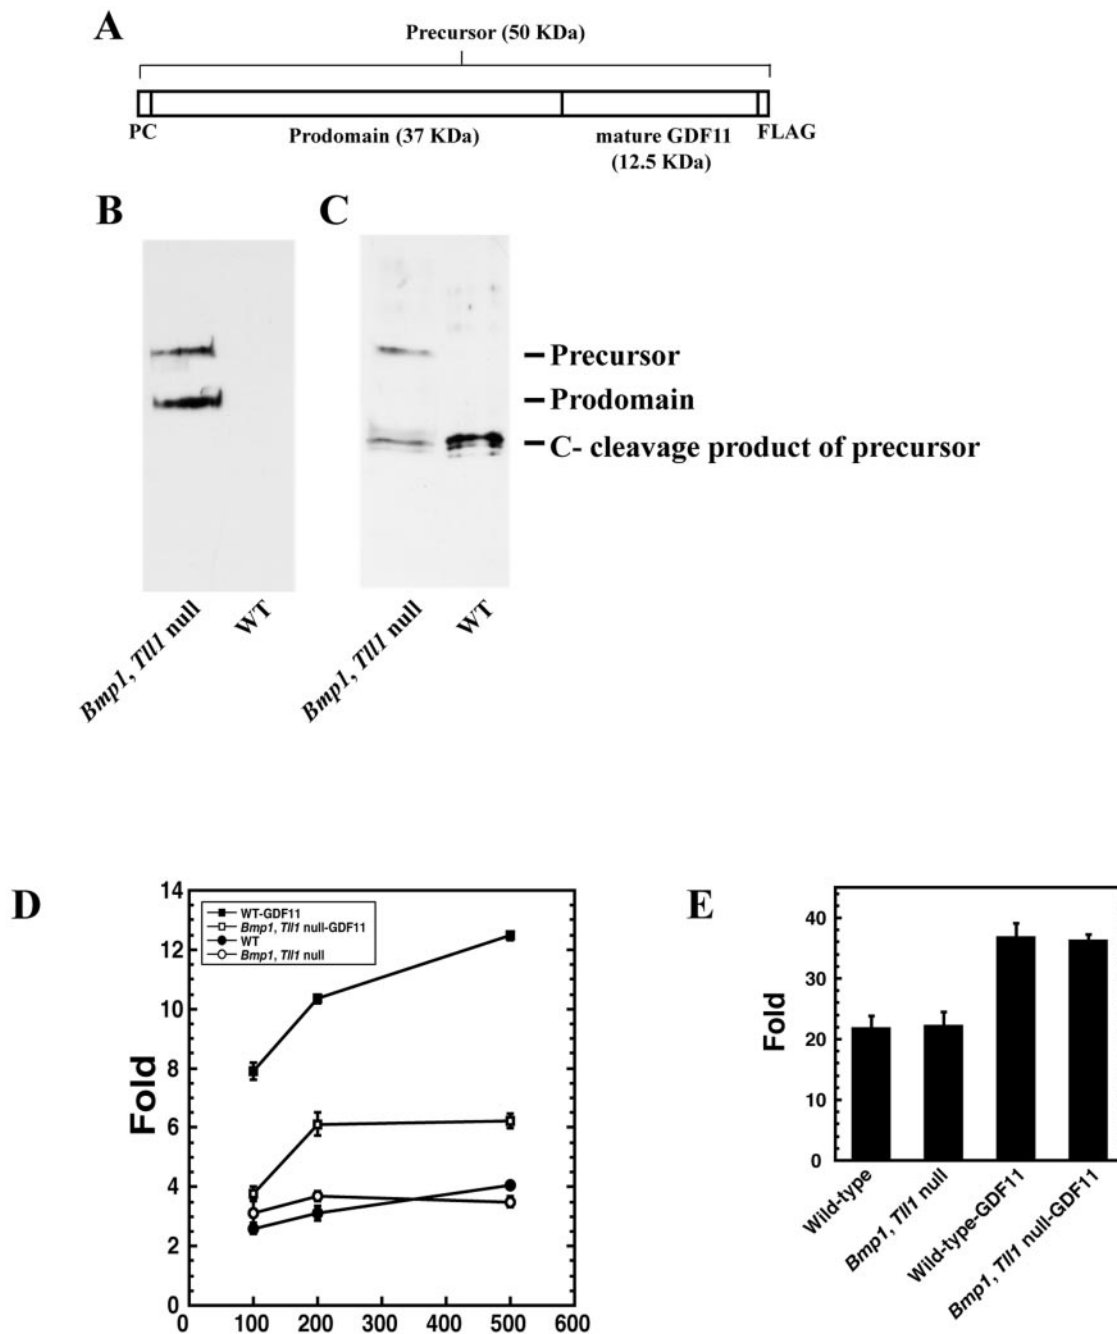 A
Precursor (50 KDa)
PC
Prodomain (37 KDa)
mature GDF11
(12.5 KDa)
FLAG
B
C
Precursor
Prodomain
C- cleavage product of precursor
Bmp1, Tll1 null
WT
Bmp1, Tll1 null
WT
D
Fold
14
12
10
8
6
4
2
0
0 100 200 300 400 500 600
WT-GDF11
Bmp1, Tll1 null-GDF11
WT
Bmp1, Tll1 null
E
Fold
40
30
20
10
0
Wild-type
Bmp1, Tll1 null
Wild-type-GDF11
Bmp1, Tll1 null-GDF11